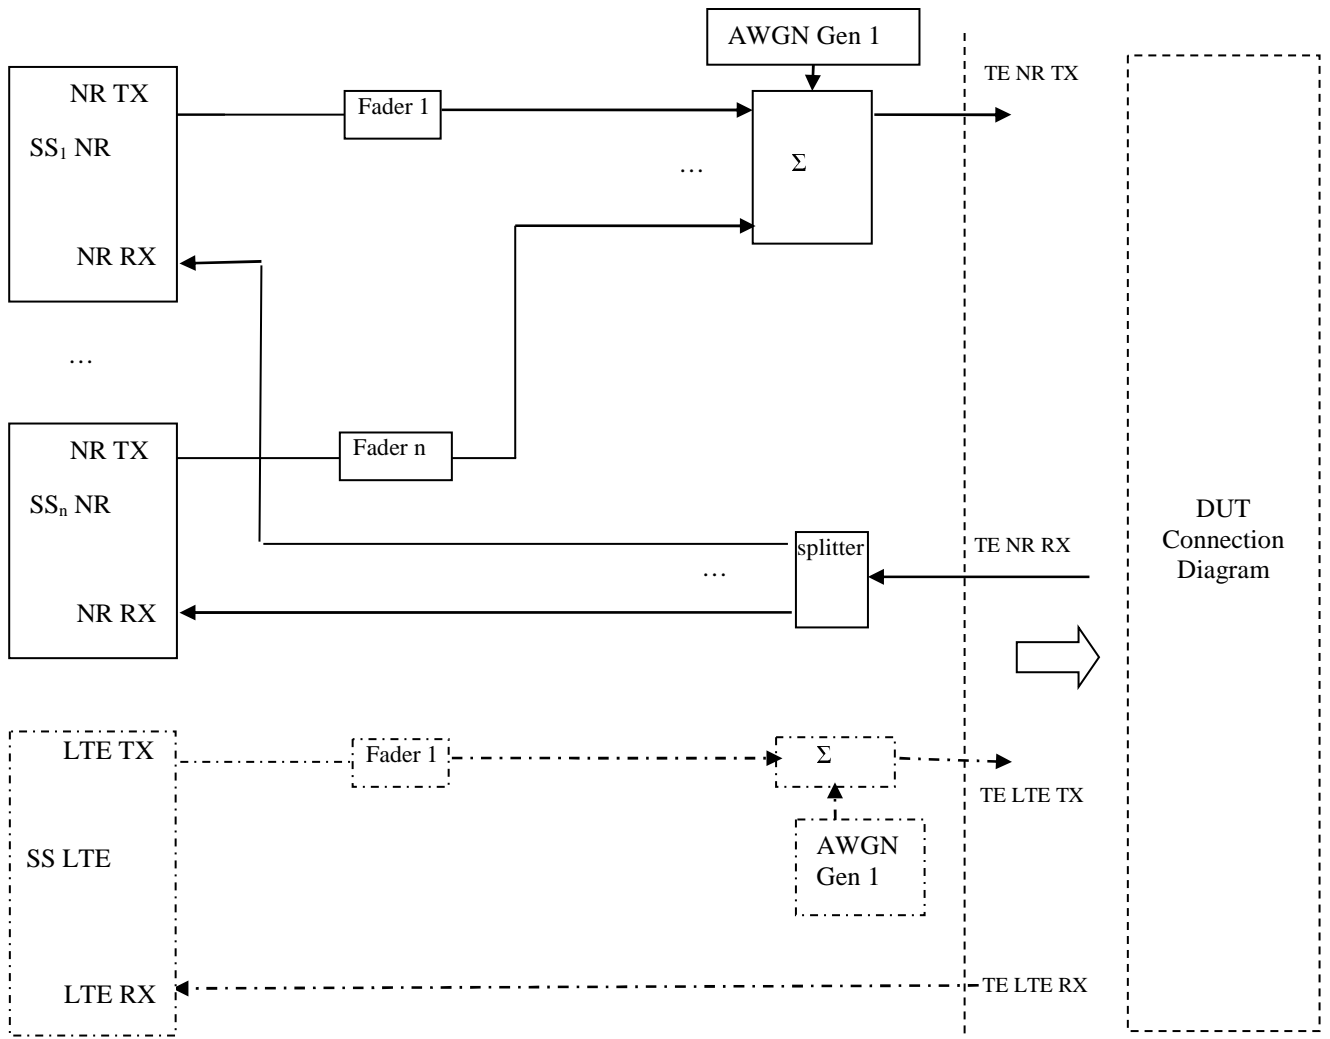 AWGN Gen 1
TE NR TX
NR TX
Fader 1
SS₁ NR
…
Σ
NR RX
…
NR TX
Fader n
SSₙ NR
DUT
Connection
Diagram
splitter
TE NR RX
…
NR RX
LTE TX
Fader 1
Σ
TE LTE TX
SS LTE
AWGN
Gen 1
LTE RX
TE LTE RX